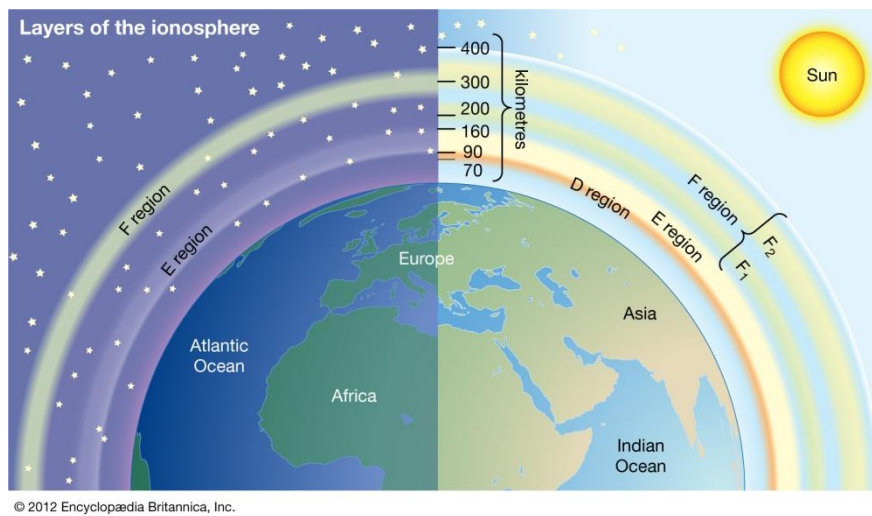 Layers of the ionosphere
400
300
200
160
90
70
kilometres
Sun
F region
E region
D region
E region
F region
F₂
F₁
Europe
Asia
Atlantic
Ocean
Africa
Indian
Ocean
© 2012 Encyclopædia Britannica, Inc.